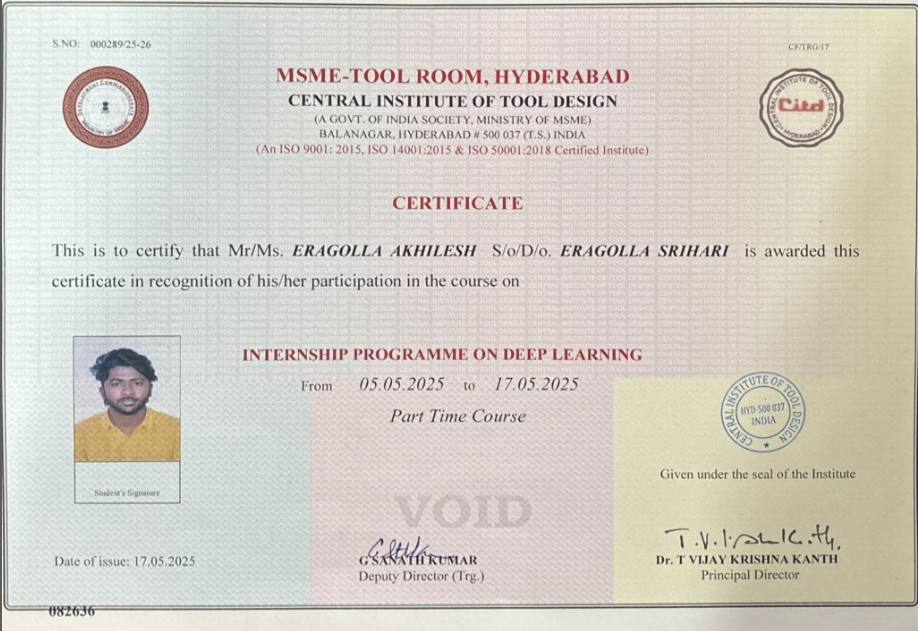 S.NO: 000289/25-26
CF/TRG/17
MSME-TOOL ROOM, HYDERABAD
CENTRAL INSTITUTE OF TOOL DESIGN
(A GOVT. OF INDIA SOCIETY, MINISTRY OF MSME)
BALANAGAR, HYDERABAD # 500 037 (T.S.) INDIA
(An ISO 9001: 2015, ISO 14001:2015 & ISO 50001:2018 Certified Institute)
CENTRAL INSTITUTE OF TOOL DESIGN
Citd
HYDERABAD
CERTIFICATE
This is to certify that Mr/Ms. ERAGOLLA AKHILESH S/o/D/o. ERAGOLLA SRIHARI is awarded this
certificate in recognition of his/her participation in the course on
INTERNSHIP PROGRAMME ON DEEP LEARNING
From 05.05.2025 to 17.05.2025
Part Time Course
CENTRAL INSTITUTE OF TOOL DESIGN
HYD-500 037
INDIA
Student's Signature
Given under the seal of the Institute
VOID
Date of issue: 17.05.2025
G SANATH KUMAR
Deputy Director (Trg.)
Dr. T VIJAY KRISHNA KANTH
Principal Director
082636